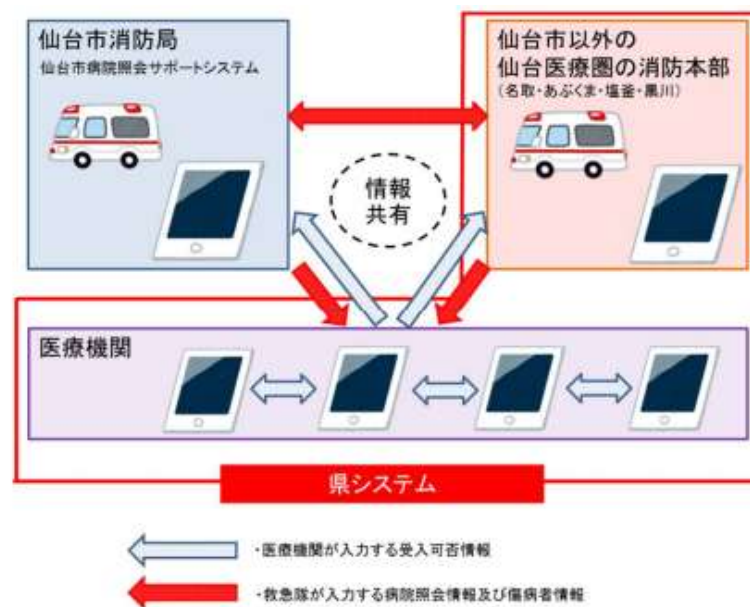 仙台市消防局
仙台市病院照会サポートシステム
仙台市以外の
仙台医療圏の消防本部
(名取・あぶくま・塩釜・黒川)
情報
共有
医療機関
県システム
・医療機関が入力する受入可否情報
・救急隊が入力する病院照会情報及び傷病者情報